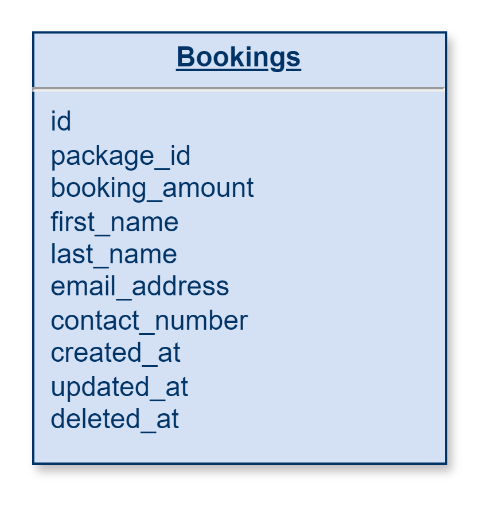 Bookings
id
package_id
booking_amount
first_name
last_name
email_address
contact_number
created_at
updated_at
deleted_at